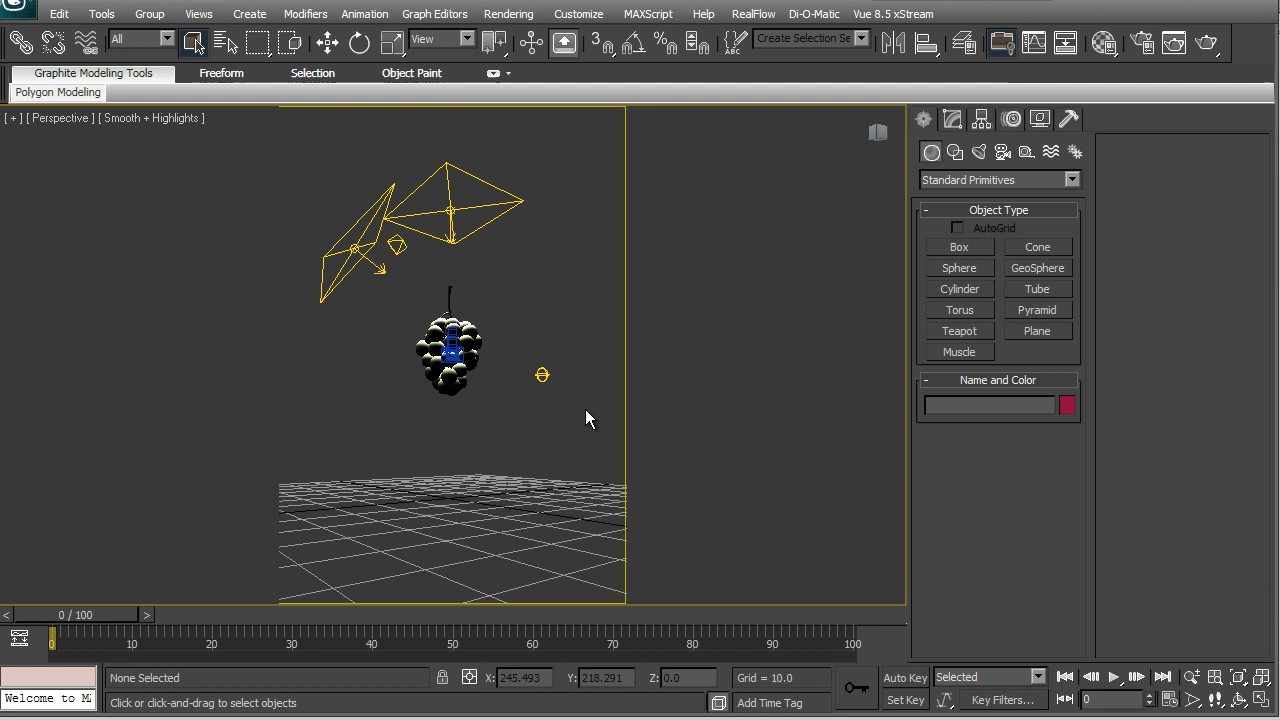 Edit Tools Group Views Create Modifiers Animation Graph Editors Rendering Customize MAXScript Help RealFlow Di-O-Matic Vue 8.5 xStream
All View 3 Create Selection Se
Graphite Modeling Tools Freeform Selection Object Paint
Polygon Modeling
[ + ] [ Perspective ] [ Smooth + Highlights ]
Standard Primitives
- Object Type
AutoGrid
Box Cone
Sphere GeoSphere
Cylinder Tube
Torus Pyramid
Teapot Plane
Muscle
- Name and Color
< 0 / 100 >
0 10 20 30 40 50 60 70 80 90 100
None Selected X: 245.493 Y: 218.291 Z: 0.0 Grid = 10.0 Auto Key Selected
Welcome to M Click or click-and-drag to select objects Add Time Tag Set Key Key Filters... 0